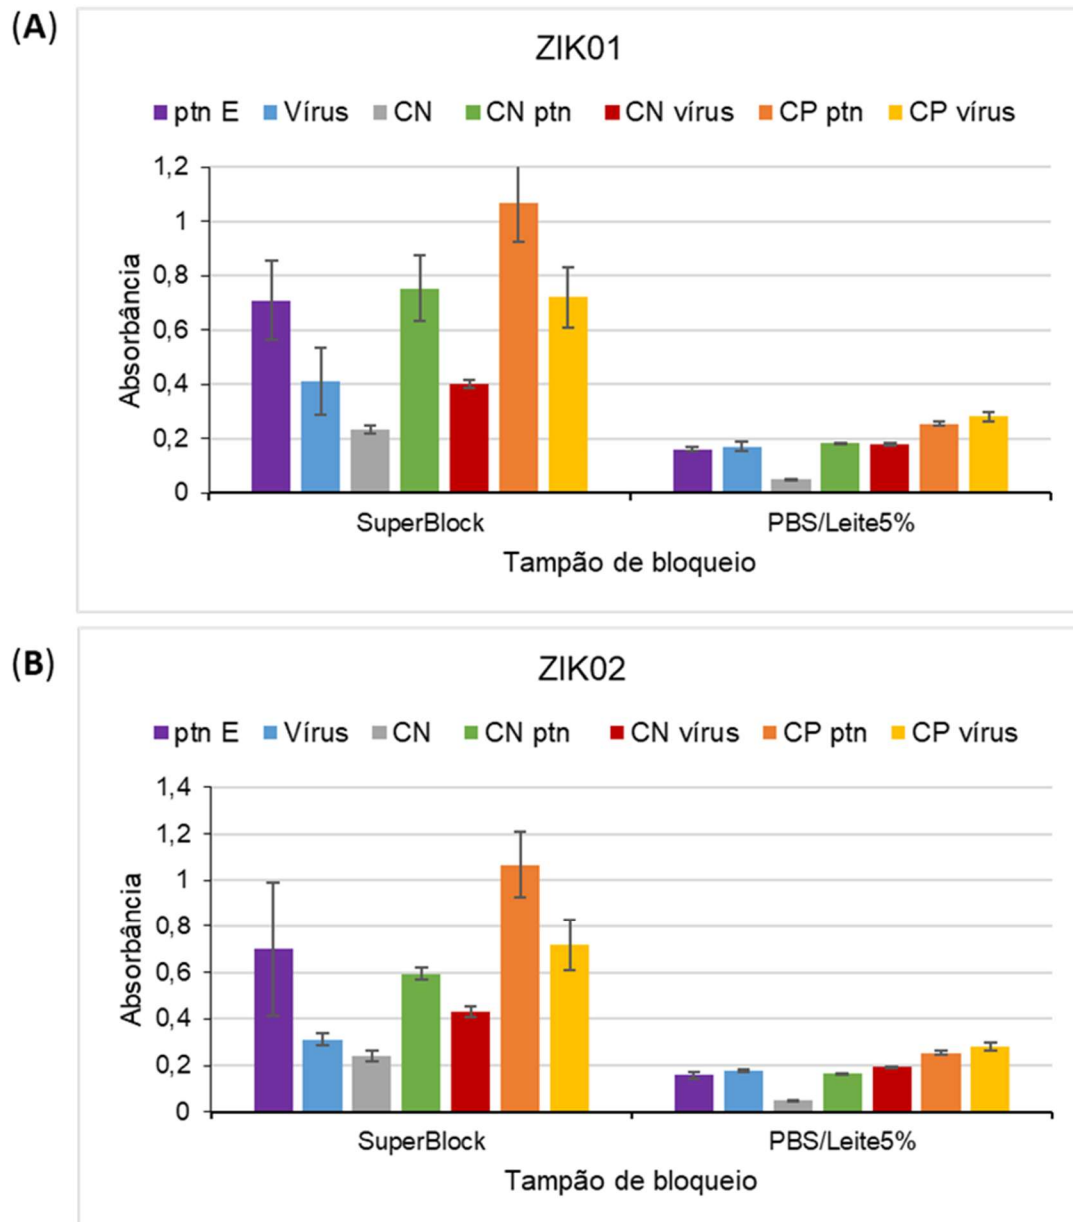 (A)
ZIK01
ptn E Vírus CN CN ptn CN vírus CP ptn CP vírus
1,2
1
0,8
0,6
0,4
0,2
0
Absorbância
SuperBlock PBS/Leite5%
Tampão de bloqueio
(B)
ZIK02
ptn E Vírus CN CN ptn CN vírus CP ptn CP vírus
1,4
1,2
1
0,8
0,6
0,4
0,2
0
Absorbância
SuperBlock PBS/Leite5%
Tampão de bloqueio